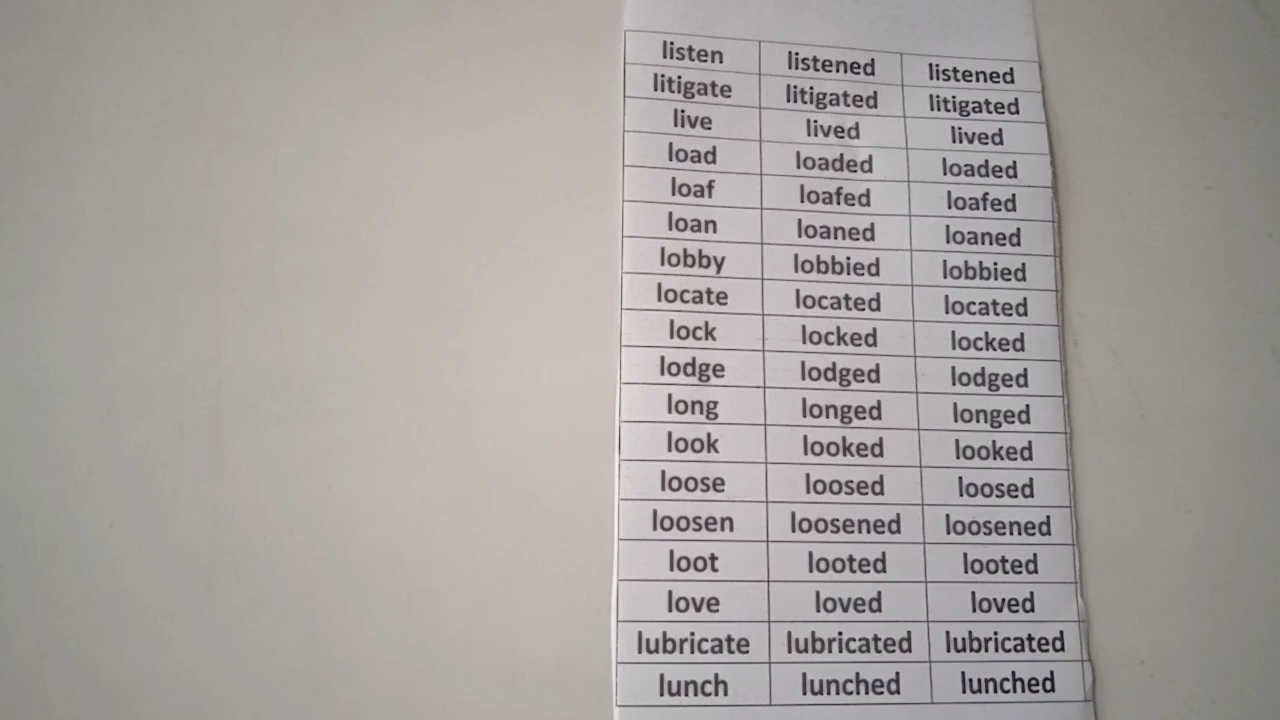 listen listened listened
litigate litigated litigated
live lived lived
load loaded loaded
loaf loafed loafed
loan loaned loaned
lobby lobbied lobbied
locate located located
lock locked locked
lodge lodged lodged
long longed longed
look looked looked
loose loosed loosed
loosen loosened loosened
loot looted looted
love loved loved
lubricate lubricated lubricated
lunch lunched lunched